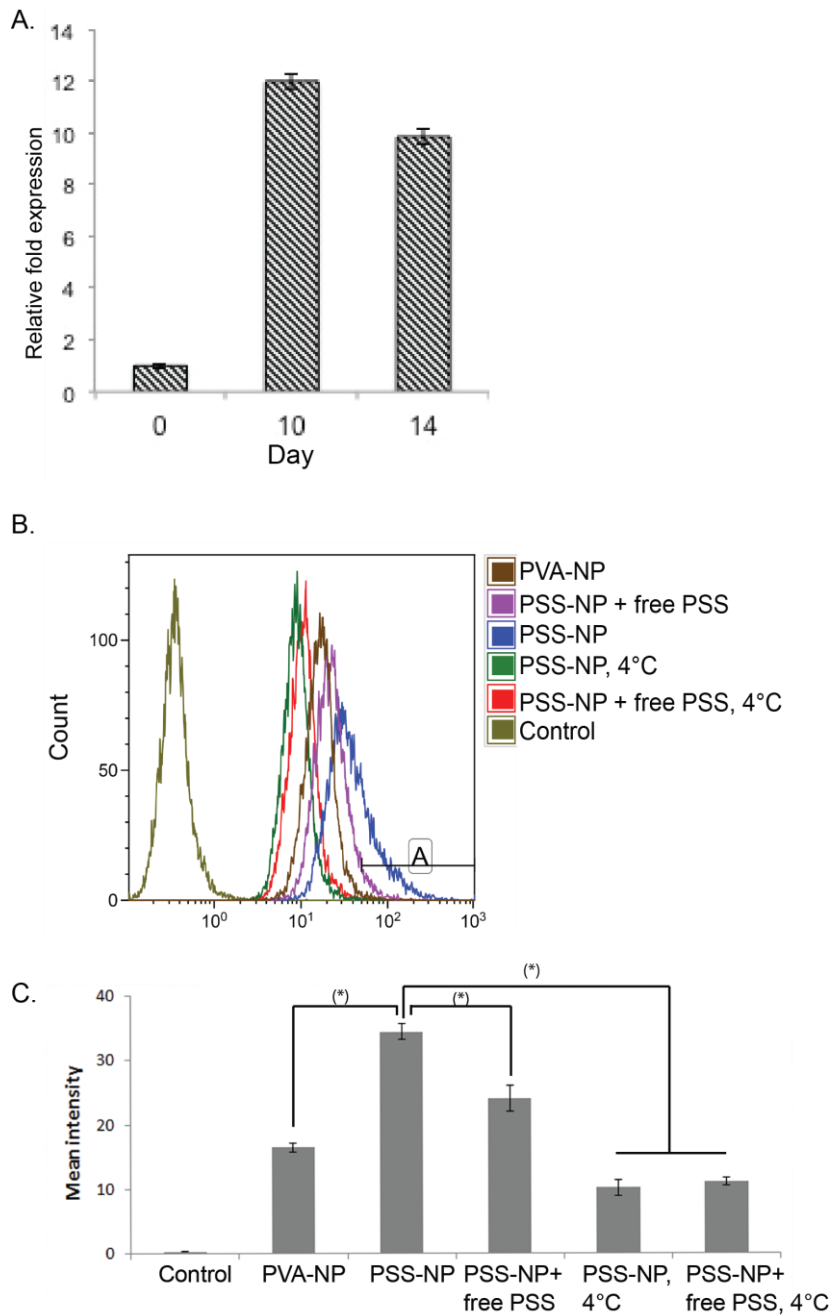 A.
Relative fold expression
14
12
10
8
6
4
2
0
0 10 14
Day
B.
Count
100
50
0
10⁰ 10¹ 10² 10³
A
PVA-NP
PSS-NP + free PSS
PSS-NP
PSS-NP, 4°C
PSS-NP + free PSS, 4°C
Control
C.
Mean intensity
40
30
20
10
0
(*)
(*)
(*)
Control PVA-NP PSS-NP PSS-NP+ PSS-NP, PSS-NP+
free PSS 4°C free PSS, 4°C